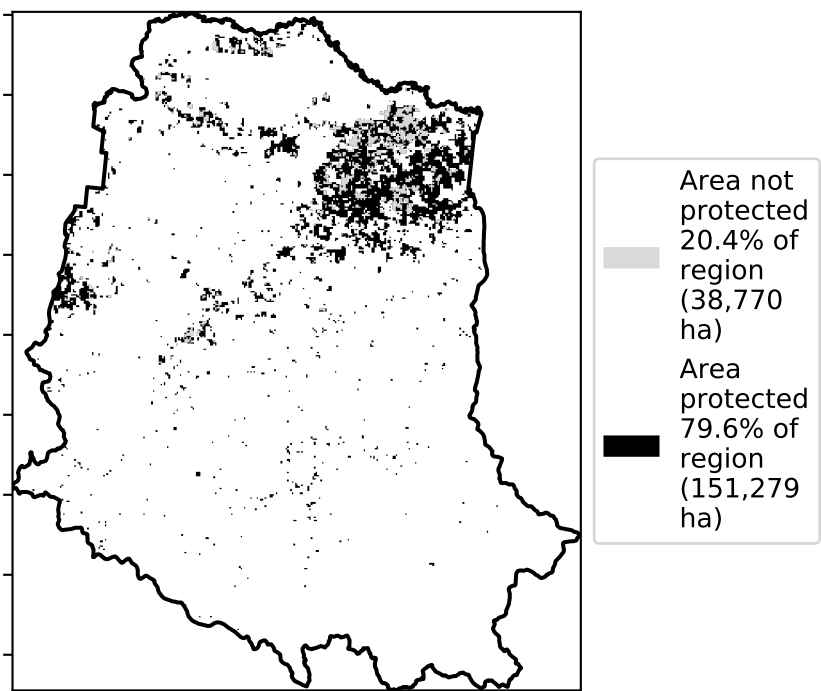 Area not
protected
20.4% of
region
(38,770
ha)
Area
protected
79.6% of
region
(151,279
ha)